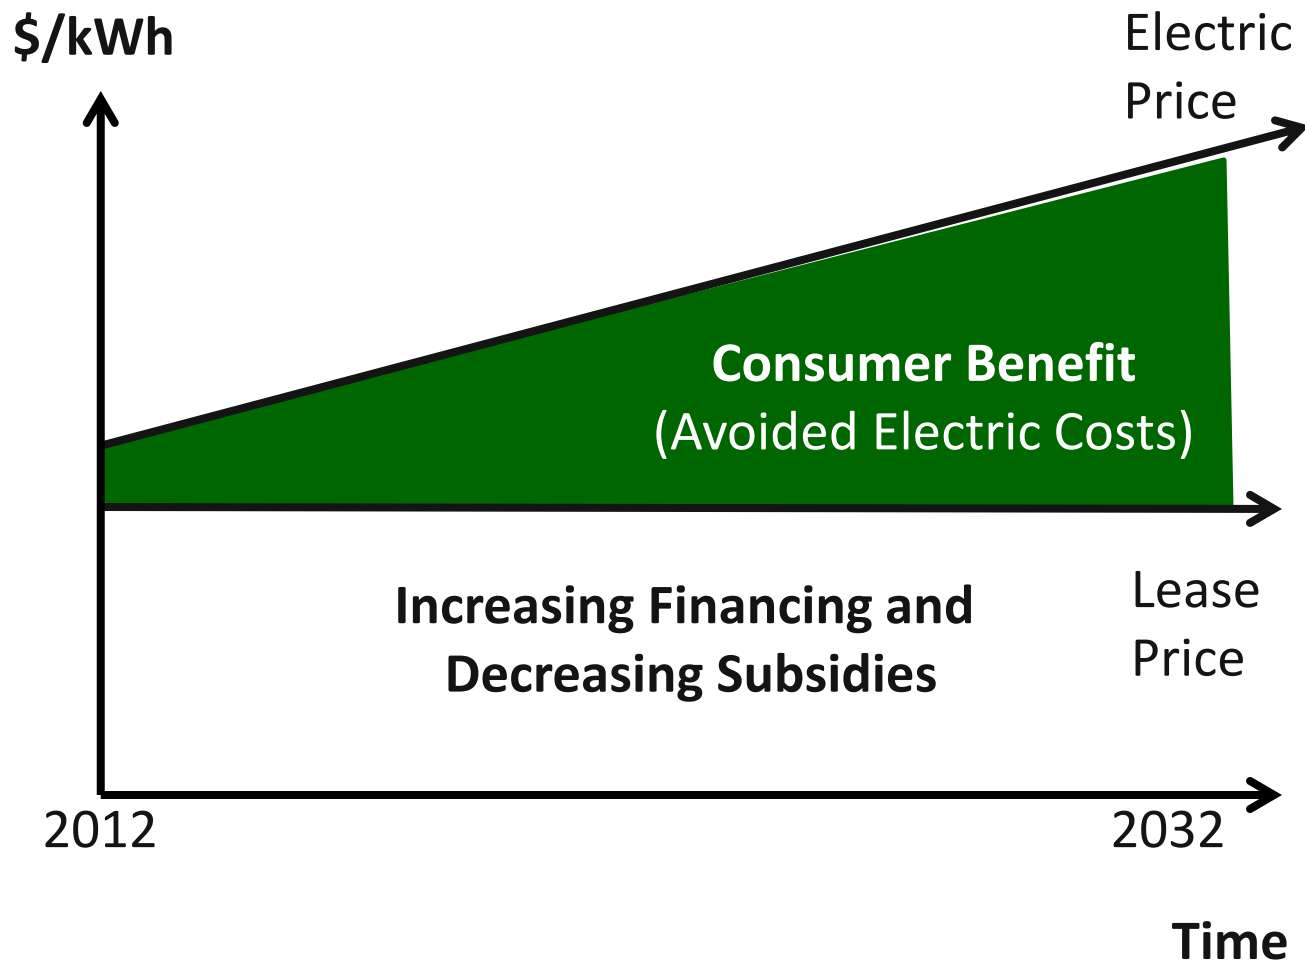 $/kWh
Electric
Price
Consumer Benefit
(Avoided Electric Costs)
Increasing Financing and
Decreasing Subsidies
Lease
Price
2012
2032
Time